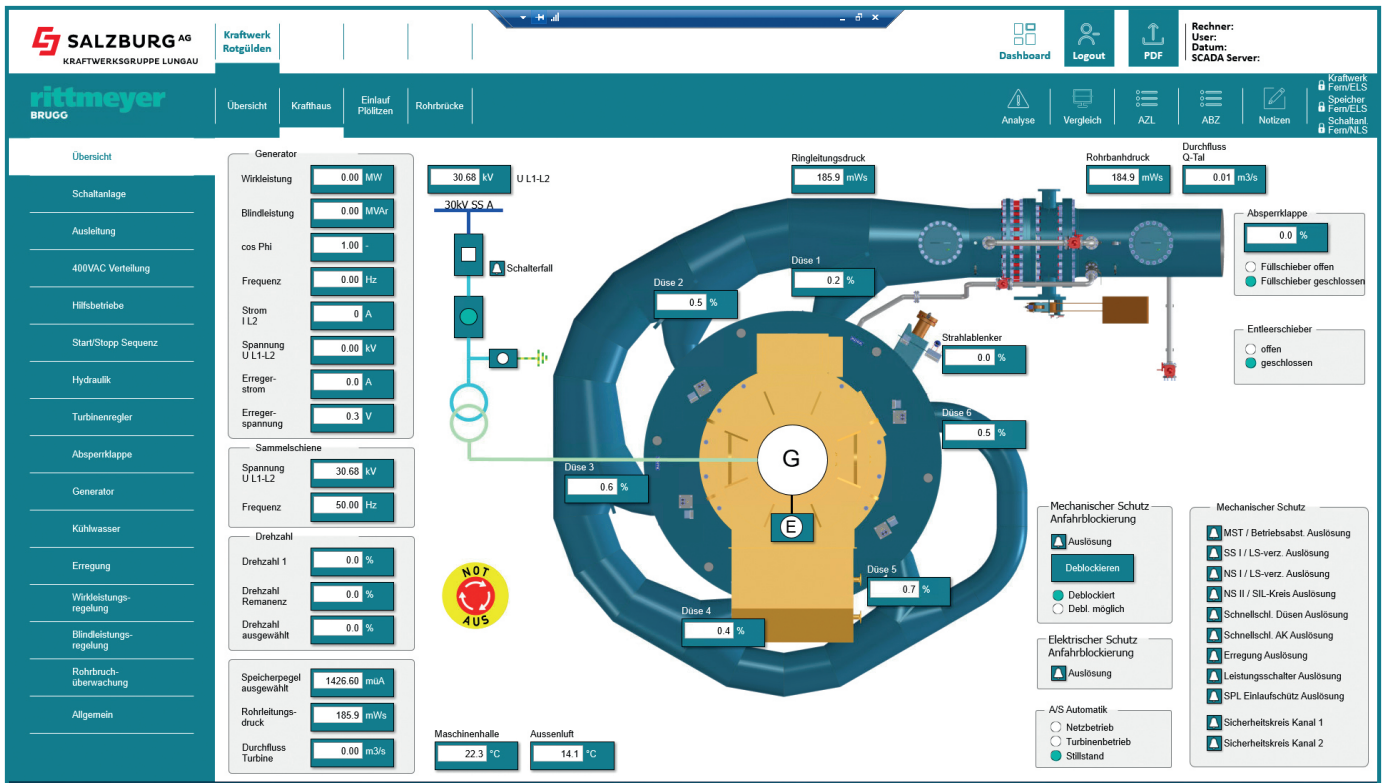 SALZBURG AG
KRAFTWERKSGRUPPE LUNGAU
Kraftwerk
Rotgülden
Dashboard
Logout
PDF
Rechner:
User:
Datum:
SCADA Server:
rittmeyer
BRUGG
Übersicht
Krafthaus
Einlauf
Plölitzen
Rohrbrücke
Analyse
Vergleich
AZL
ABZ
Notizen
Kraftwerk
Fern/ELS
Speicher
Fern/ELS
Schaltanl.
Fern/NLS
Übersicht
Schaltanlage
Ausleitung
400VAC Verteilung
Hilfsbetriebe
Start/Stopp Sequenz
Hydraulik
Turbinenregler
Absperrklappe
Generator
Kühlwasser
Erregung
Wirkleistungs-
regelung
Blindleistungs-
regelung
Rohrbruch-
überwachung
Allgemein
Generator
Wirkleistung 0.00 MW
Blindleistung 0.00 MVAr
cos Phi 1.00 -
Frequenz 0.00 Hz
Strom
I L2 0 A
Spannung
U L1-L2 0.00 kV
Erreger-
strom 0.0 A
Erreger-
spannung 0.3 V
Sammelschiene
Spannung
U L1-L2 30.68 kV
Frequenz 50.00 Hz
Drehzahl
Drehzahl 1 0.0 %
Drehzahl
Remanenz 0.0 %
Drehzahl
ausgewählt 0.0 %
Speicherpegel
ausgewählt 1426.60 müA
Rohrleitungs-
druck 185.9 mWs
Durchfluss
Turbine 0.00 m3/s
30.68 kV U L1-L2
30kV SS A
Schalterfall
NOT
AUS
Maschinenhalle
22.3 °C
Aussenluft
14.1 °C
Ringleitungsdruck
185.9 mWs
Rohrbanhdruck
184.9 mWs
Durchfluss
Q-Tal
0.01 m3/s
Düse 1
0.2 %
Düse 2
0.5 %
Strahlablenker
0.0 %
Düse 6
0.5 %
Düse 3
0.6 %
G
E
Düse 5
0.7 %
Düse 4
0.4 %
Absperrklappe
0.0 %
Füllschieber offen
Füllschieber geschlossen
Entleerschieber
offen
geschlossen
Mechanischer Schutz
Anfahrblockierung
Auslösung
Deblockieren
Deblockiert
Debl. möglich
Elektrischer Schutz
Anfahrblockierung
Auslösung
A/S Automatik
Netzbetrieb
Turbinenbetrieb
Stillstand
Mechanischer Schutz
MST / Betriebsabst. Auslösung
SS I / LS-verz. Auslösung
NS I / LS-verz. Auslösung
NS II / SIL-Kreis Auslösung
Schnellschl. Düsen Auslösung
Schnellschl. AK Auslösung
Erregung Auslösung
Leistungsschalter Auslösung
SPL Einlaufschütz Auslösung
Sicherheitskreis Kanal 1
Sicherheitskreis Kanal 2